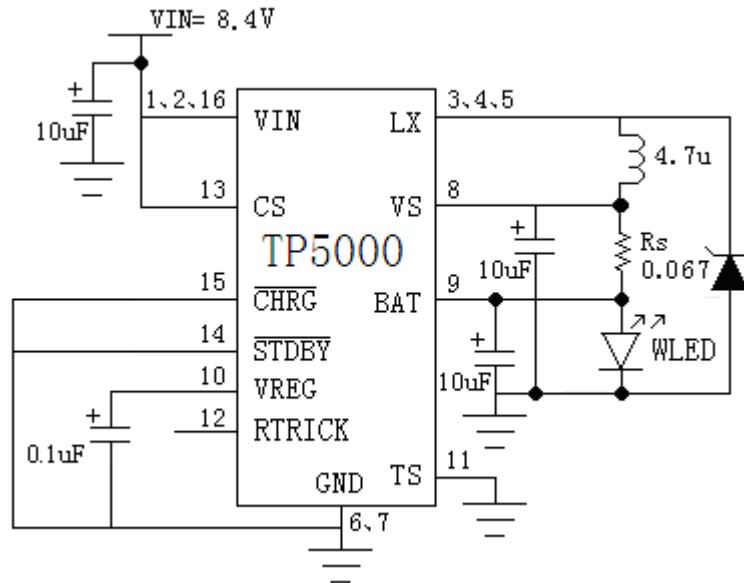 VIN= 8.4V
+
10uF
1、2、16
VIN
LX
3、4、5
4.7u
13
CS
VS
8
TP5000
+
10uF
Rs
0.067
15
CHRG
BAT
9
14
STDBY
+
10uF
WLED
10
VREG
+
0.1uF
12
RTRICK
TS
11
GND
6、7